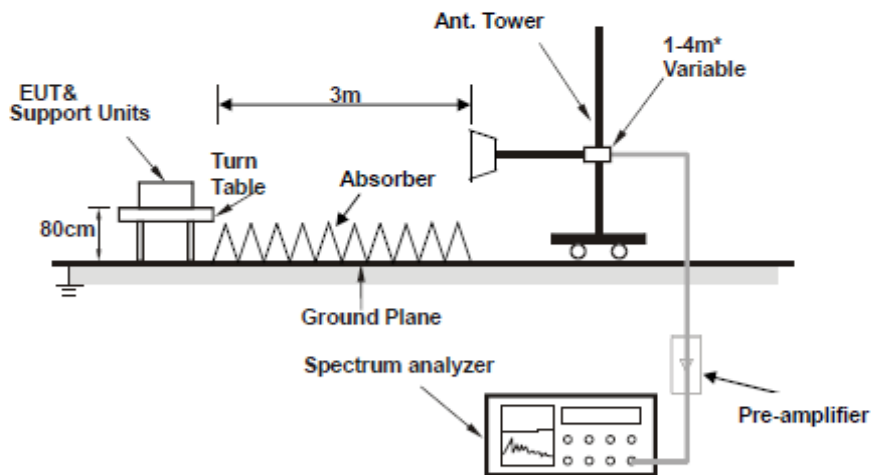 Ant. Tower
1-4m*
Variable
EUT&
Support Units
3m
Turn
Table
Absorber
80cm
Ground Plane
Spectrum analyzer
Pre-amplifier